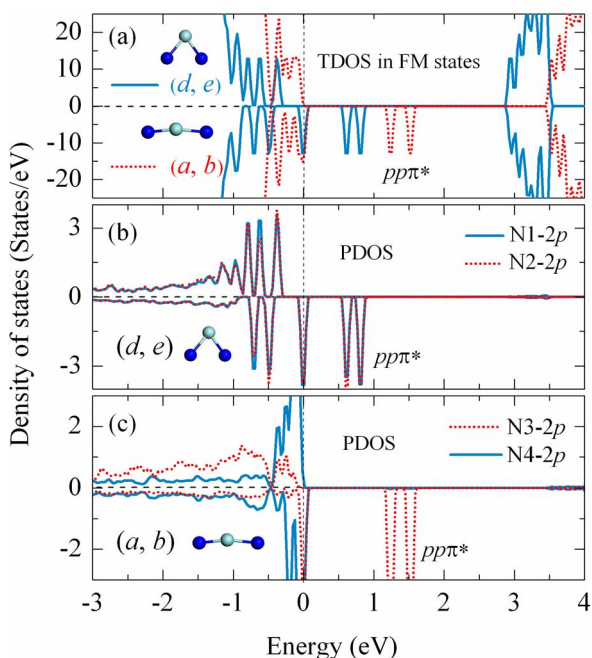 (a)
TDOS in FM states
(d, e)
(a, b)
ppπ*
20
10
0
-10
-20
(b)
PDOS
N1-2p
N2-2p
(d, e)
ppπ*
3
0
-3
(c)
PDOS
N3-2p
N4-2p
(a, b)
ppπ*
2
0
-2
-3 -2 -1 0 1 2 3 4
Energy (eV)
Density of states (States/eV)